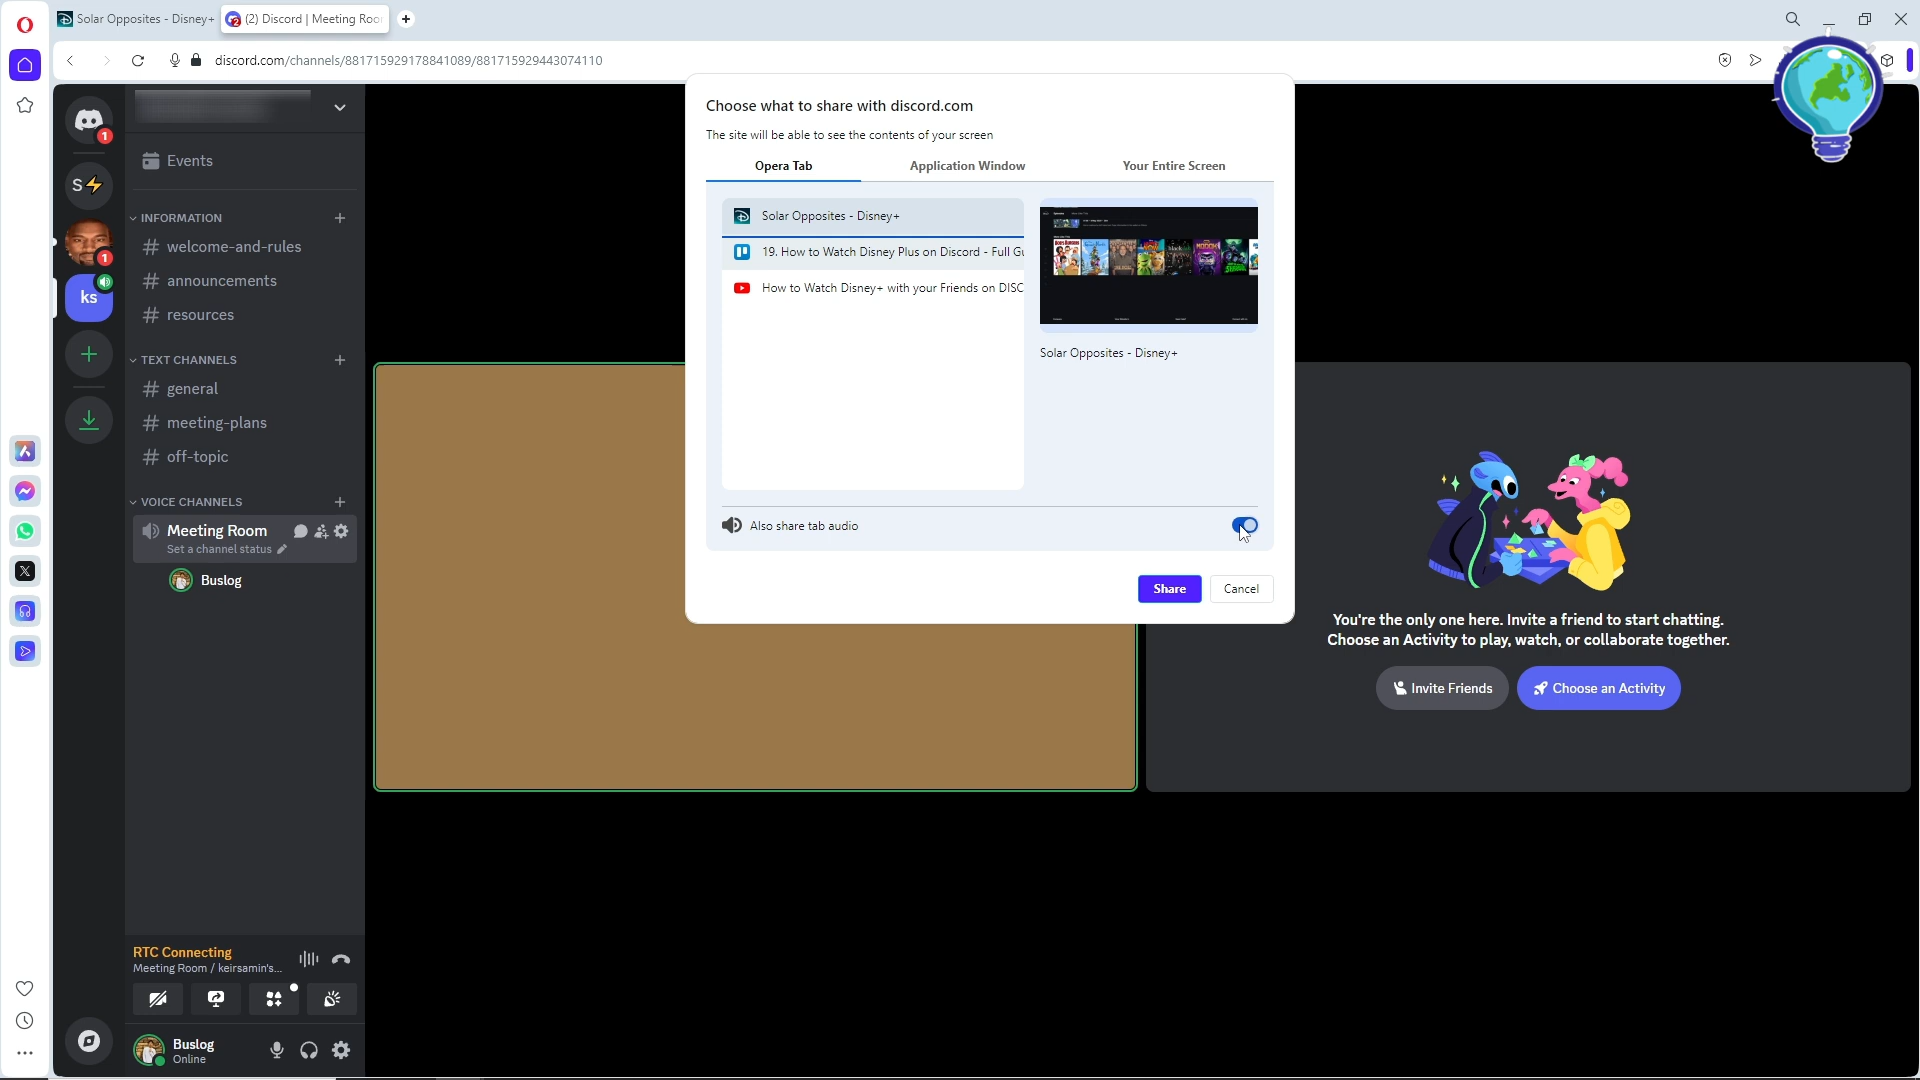 Solar Opposites - Disney+
(2) Discord | Meeting Roo
discord.com/channels/881715929178841089/881715929443074110
1
Events
S⚡
INFORMATION
# welcome-and-rules
1
# announcements
ks
# resources
TEXT CHANNELS
# general
# meeting-plans
# off-topic
VOICE CHANNELS
Meeting Room
Set a channel status
Buslog
RTC Connecting
Meeting Room / keirsamin's...
Buslog
Online
Choose what to share with discord.com
The site will be able to see the contents of your screen
Opera Tab
Application Window
Your Entire Screen
Solar Opposites - Disney+
19. How to Watch Disney Plus on Discord - Full Gu
How to Watch Disney+ with your Friends on DISC
Solar Opposites - Disney+
Also share tab audio
Share
Cancel
You're the only one here. Invite a friend to start chatting.
Choose an Activity to play, watch, or collaborate together.
Invite Friends
Choose an Activity